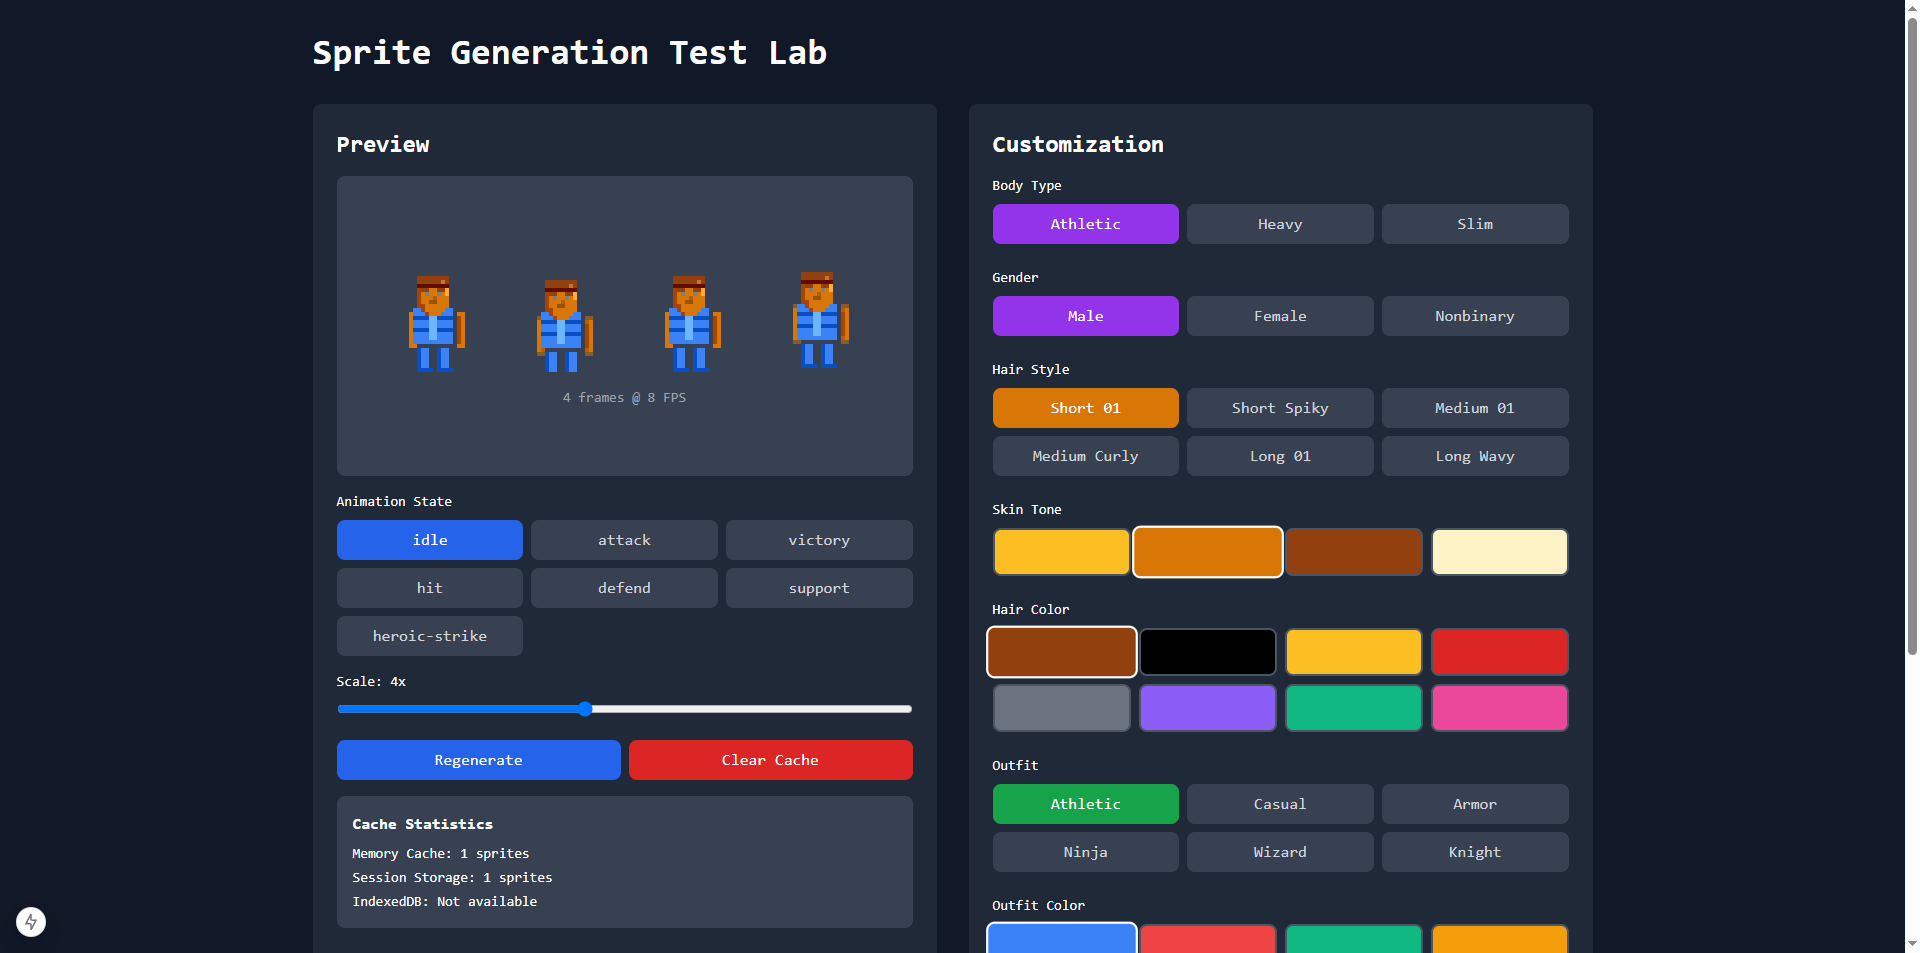 Sprite Generation Test Lab
Preview
4 frames @ 8 FPS
Animation State
idle
attack
victory
hit
defend
support
heroic-strike
Scale: 4x
Regenerate
Clear Cache
Cache Statistics
Memory Cache: 1 sprites
Session Storage: 1 sprites
IndexedDB: Not available
Customization
Body Type
Athletic
Heavy
Slim
Gender
Male
Female
Nonbinary
Hair Style
Short 01
Short Spiky
Medium 01
Medium Curly
Long 01
Long Wavy
Skin Tone
Hair Color
Outfit
Athletic
Casual
Armor
Ninja
Wizard
Knight
Outfit Color